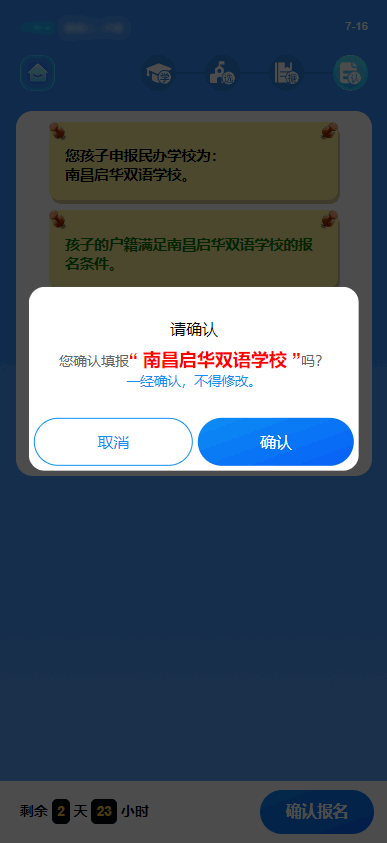 7-16
学
选
报
认
您孩子申报民办学校为：
南昌启华双语学校。
孩子的户籍满足南昌启华双语学校的报
名条件。
请确认
您确认填报“ 南昌启华双语学校 ”吗？
一经确认，不得修改。
取消
确认
剩余 2 天 23 小时
确认报名